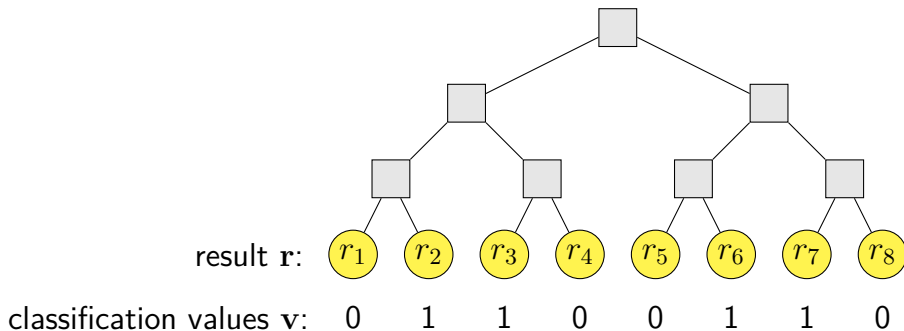 result r: r1 r2 r3 r4 r5 r6 r7 r8
classification values v: 0 1 1 0 0 1 1 0